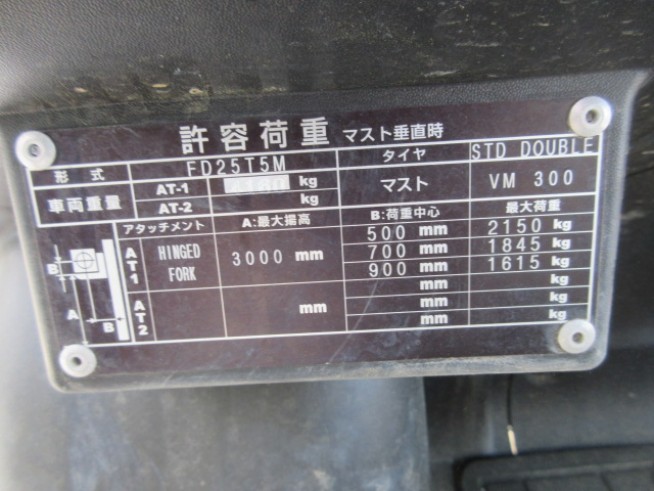 許容荷重 マスト垂直時
形式 FD25T5M タイヤ STD DOUBLE
車両重量 AT-1 kg マスト VM 300
AT-2 kg
アタッチメント A:最大揚高 B:荷重中心 最大荷重
AT1 HINGED FORK 3000 mm 500 mm 2150 kg
700 mm 1845 kg
900 mm 1615 kg
AT2 mm mm kg
mm kg
B
A
B